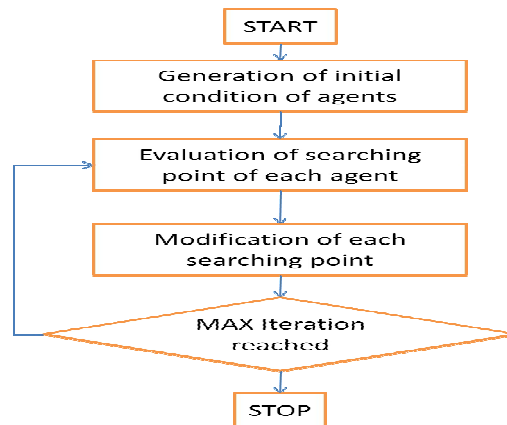 START
Generation of initial
condition of agents
Evaluation of searching
point of each agent
Modification of each
searching point
MAX Iteration
reached
STOP